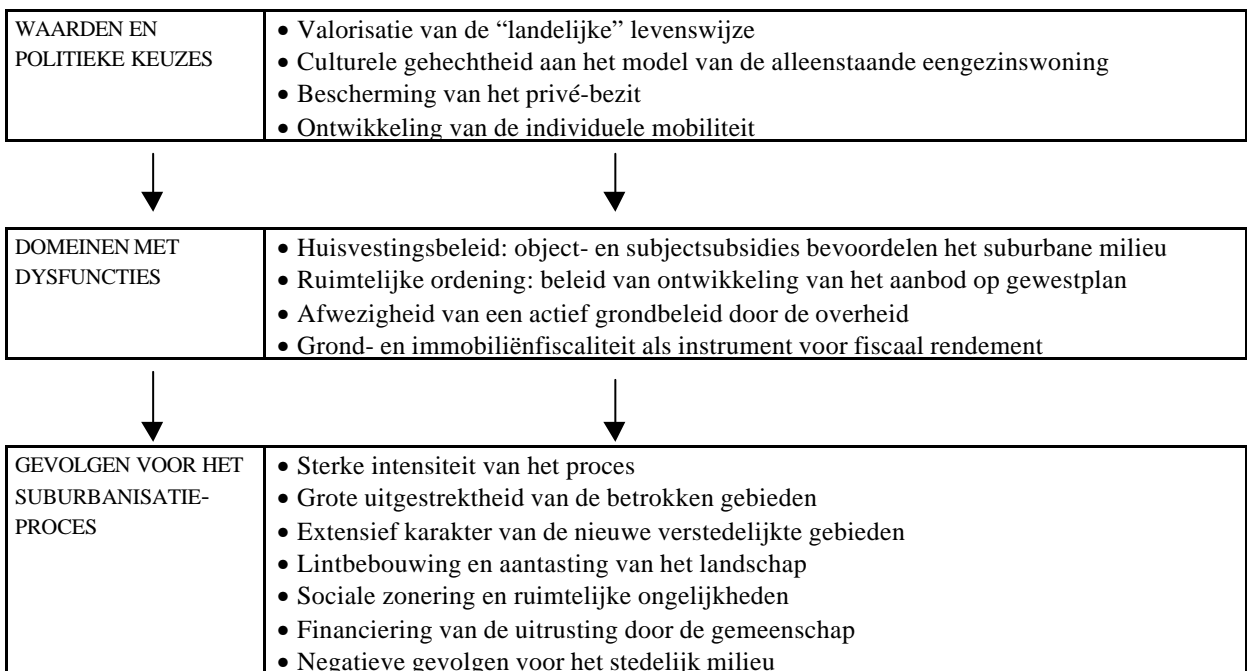 WAARDEN EN
POLITIEKE KEUZES
• Valorisatie van de “landelijke” levenswijze
• Culturele gehechtheid aan het model van de alleenstaande eengezinswoning
• Bescherming van het privé-bezit
• Ontwikkeling van de individuele mobiliteit
DOMEINEN MET
DYSFUNCTIES
• Huisvestingsbeleid: object- en subjectsubsidies bevoordelen het suburbane milieu
• Ruimtelijke ordening: beleid van ontwikkeling van het aanbod op gewestplan
• Afwezigheid van een actief grondbeleid door de overheid
• Grond- en immobiliënfiscaliteit als instrument voor fiscaal rendement
GEVOLGEN VOOR HET
SUBURBANISATIE-
PROCES
• Sterke intensiteit van het proces
• Grote uitgestrektheid van de betrokken gebieden
• Extensief karakter van de nieuwe verstedelijkte gebieden
• Lintbebouwing en aantasting van het landschap
• Sociale zonering en ruimtelijke ongelijkheden
• Financiering van de uitrusting door de gemeenschap
• Negatieve gevolgen voor het stedelijk milieu